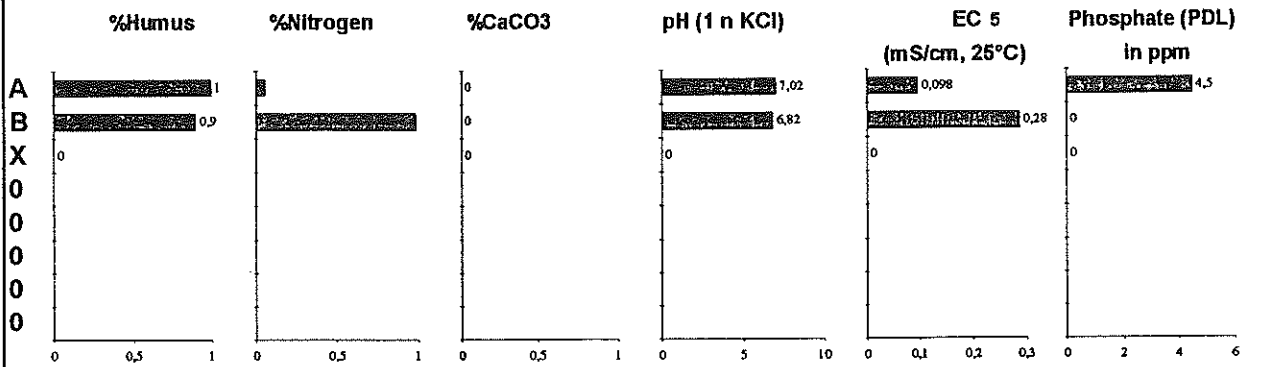 %Humus %Nitrogen %CaCO3 pH (1 n KCl) EC 5 Phosphate (PDL)
(mS/cm, 25°C) in ppm
A 1 0 7,02 0,098 4,5
B 0,9 0 6,82 0,28 0
X 0 0 0 0 0
0
0
0
0
0
0 0,5 1 0 0,5 1 0 0,5 1 0 5 10 0 0,1 0,2 0,3 0 2 4 6